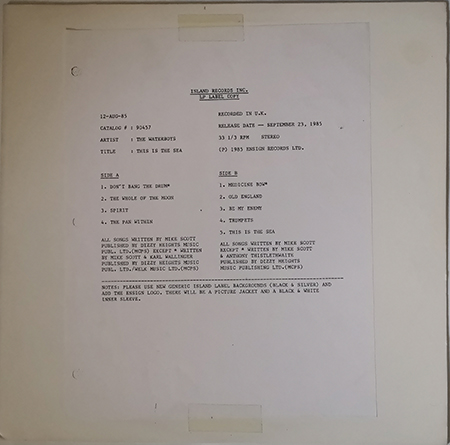 ISLAND RECORDS INC.
LP LABEL COPY
12-AUG-85
RECORDED IN U.K.
CATALOG # : 90457
RELEASE DATE -- SEPTEMBER 23, 1985
ARTIST : THE WATERBOYS
33 1/3 RPM STEREO
TITLE : THIS IS THE SEA
(P) 1985 ENSIGN RECORDS LTD.
SIDE A
1. DON'T BANG THE DRUM*
2. THE WHOLE OF THE MOON
3. SPIRIT
4. THE PAN WITHIN
ALL SONGS WRITTEN BY MIKE SCOTT
PUBLISHED BY DIZZY HEIGHTS MUSIC
PUBL. LTD.(MCPS) EXCEPT * WRITTEN
BY MIKE SCOTT & KARL WALLINGER
PUBLISHED BY DIZZY HEIGHTS MUSIC
PUBL. LTD./WELK MUSIC LTD.(MCPS)
SIDE B
1. MEDICINE BOW*
2. OLD ENGLAND
3. BE MY ENEMY
4. TRUMPETS
5. THIS IS THE SEA
ALL SONGS WRITTEN BY MIKE SCOTT
EXCEPT * WRITTEN BY MIKE SCOTT
& ANTHONY THISTLETHWAITE
PUBLISHED BY DIZZY HEIGHTS
MUSIC PUBLISHING LTD.(MCPS)
NOTES: PLEASE USE NEW GENERIC ISLAND LABEL BACKGROUNDS (BLACK & SILVER) AND
ADD THE ENSIGN LOGO. THERE WILL BE A PICTURE JACKET AND A BLACK & WHITE
INNER SLEEVE.